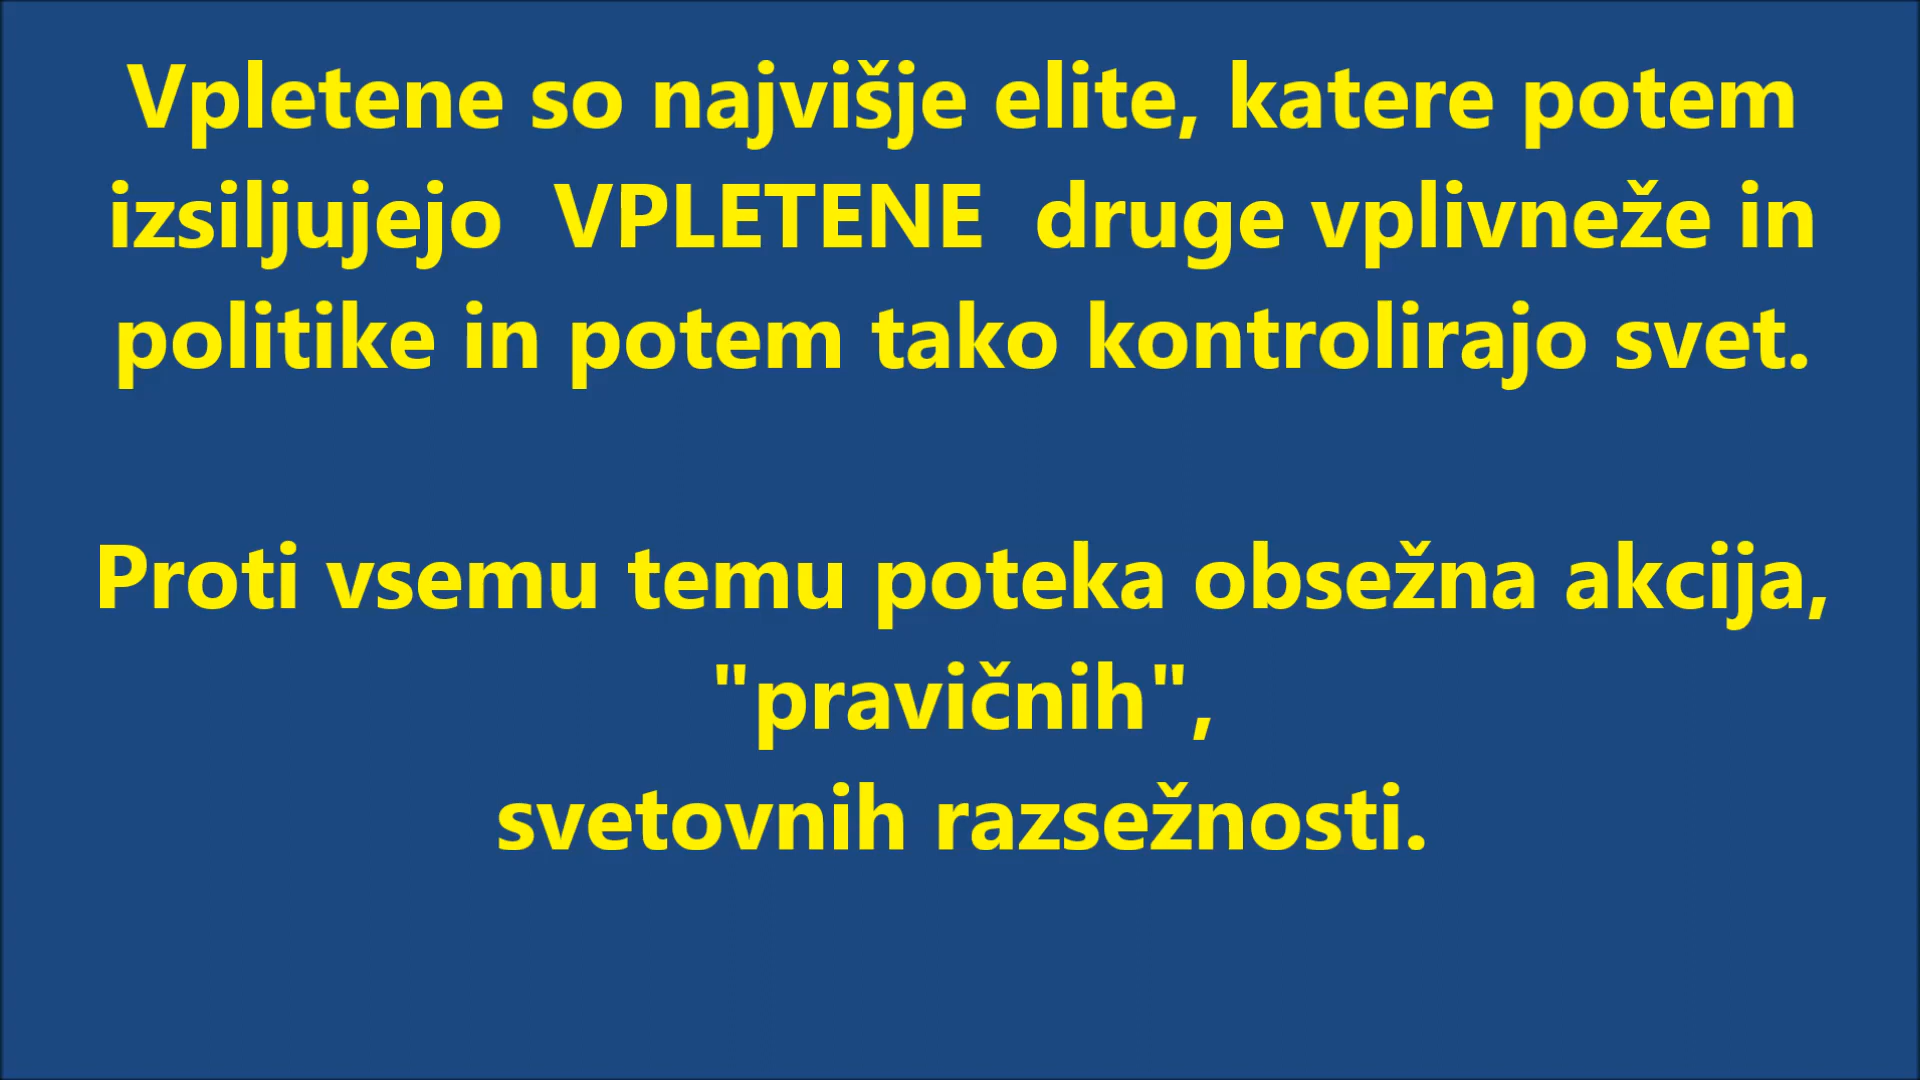 Vpletene so najvišje elite, katere potem
izsiljujejo  VPLETENE  druge vplivneže in
politike in potem tako kontrolirajo svet.
Proti vsemu temu poteka obsežna akcija,
"pravičnih",
svetovnih razsežnosti.